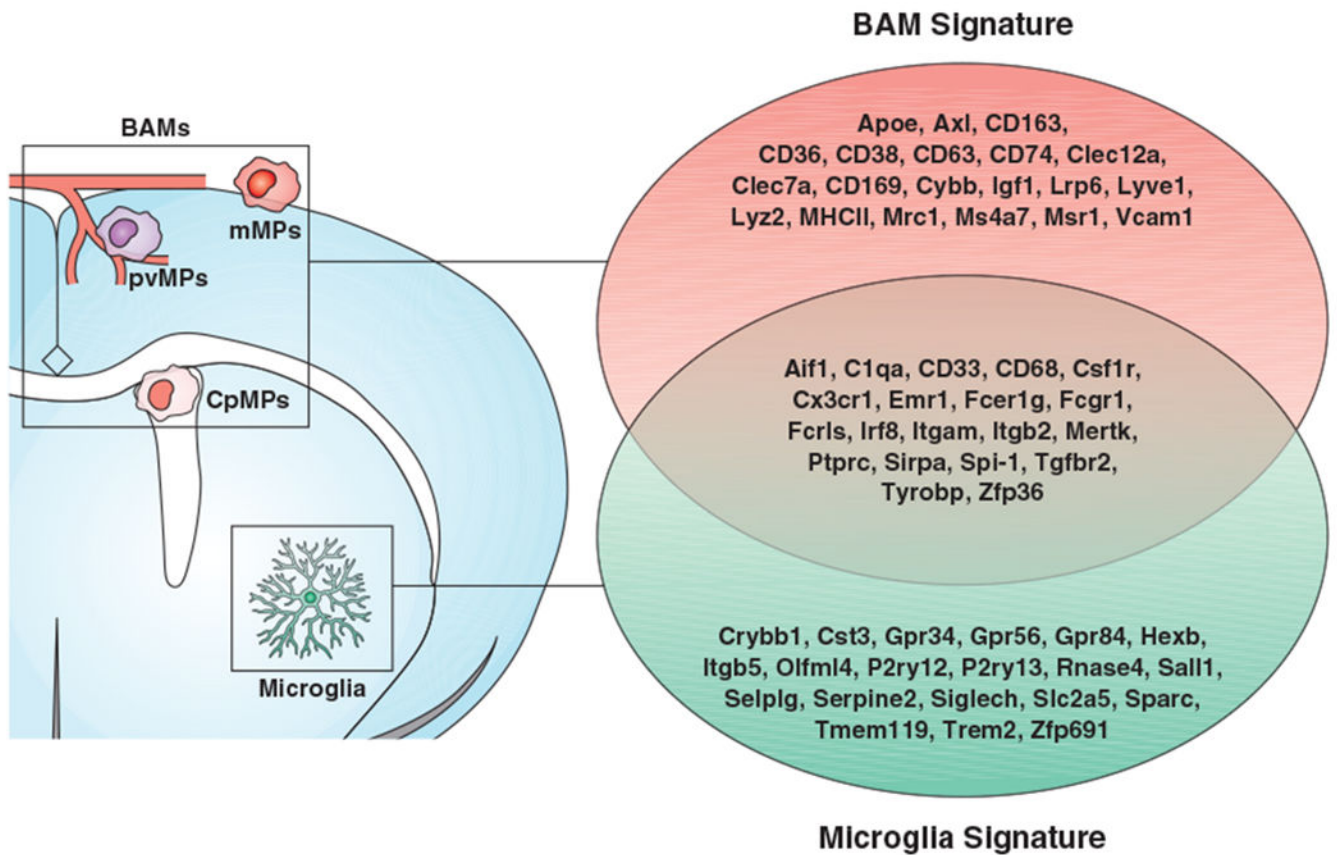 BAM Signature
BAMs
mMPs
pvMPs
CpMPs
Microglia
Apoe, Axl, CD163,
CD36, CD38, CD63, CD74, Clec12a,
Clec7a, CD169, Cybb, Igf1, Lrp6, Lyve1,
Lyz2, MHCII, Mrc1, Ms4a7, Msr1, Vcam1
Aif1, C1qa, CD33, CD68, Csf1r,
Cx3cr1, Emr1, Fcer1g, Fcgr1,
Fcrls, Irf8, Itgam, Itgb2, Mertk,
Ptprc, Sirpa, Spi-1, Tgfbr2,
Tyrobp, Zfp36
Crybb1, Cst3, Gpr34, Gpr56, Gpr84, Hexb,
Itgb5, Olfml4, P2ry12, P2ry13, Rnase4, Sall1,
Selplg, Serpine2, Siglech, Slc2a5, Sparc,
Tmem119, Trem2, Zfp691
Microglia Signature